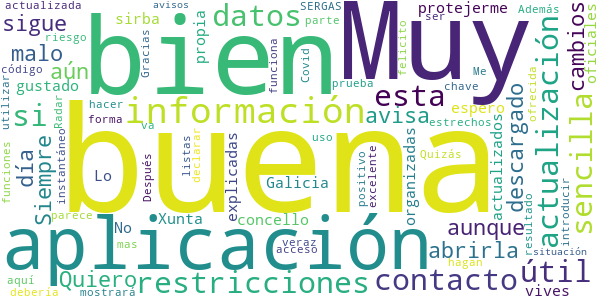 actualizada
avisos
SERGAS
protejerme
Además
riesgo
sigue
sirba
datos
parte
ser
cambios
oficiales
código
Gracias
propia
bien
Muy
felicito
malo
aún
funciona
Covid
prueba
Me
chave
ofrecida
utilizar
gustado
Radar
hacer
si
información
esta
espero
actualización
sencilla
instantáneo
forma
avisa
estrechos
descargado
día
Siempre
va
uso
buena
listas
declarar
Quizás
funciones
Lo
Después
explicadas
Galicia
positivo
excelente
organizadas
actualizados
introducir
No
Xunta
concello
aunque
resultado
parece
mas
veraz
acceso
aplicación
abrirla
situación
aquí
Quiero
restricciones
contacto
hagan
útil
debería
mostrará
vives